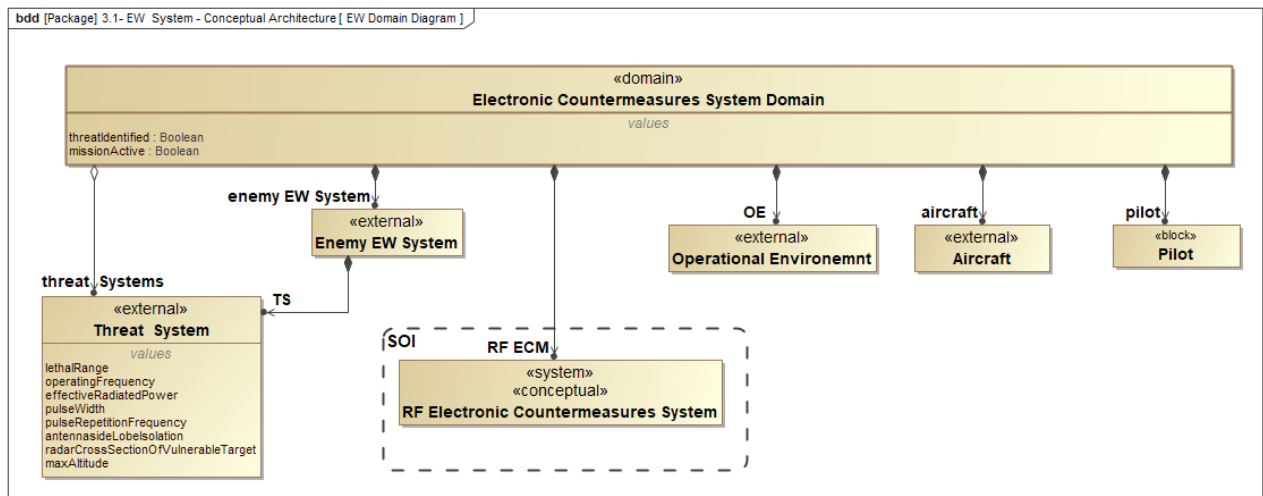 bdd [Package] 3.1- EW System - Conceptual Architecture [ EW Domain Diagram ]
«domain»
Electronic Countermeasures System Domain
values
threatIdentified : Boolean
missionActive : Boolean
enemy EW System
«external»
Enemy EW System
OE
«external»
Operational Environemnt
aircraft
«external»
Aircraft
pilot
«block»
Pilot
threat Systems
TS
«external»
Threat System
values
lethalRange
operatingFrequency
effectiveRadiatedPower
pulseWidth
pulseRepetitionFrequency
antennasideLobeIsolation
radarCrossSectionOfVulnerableTarget
maxAltitude
SOI
RF ECM
«system»
«conceptual»
RF Electronic Countermeasures System